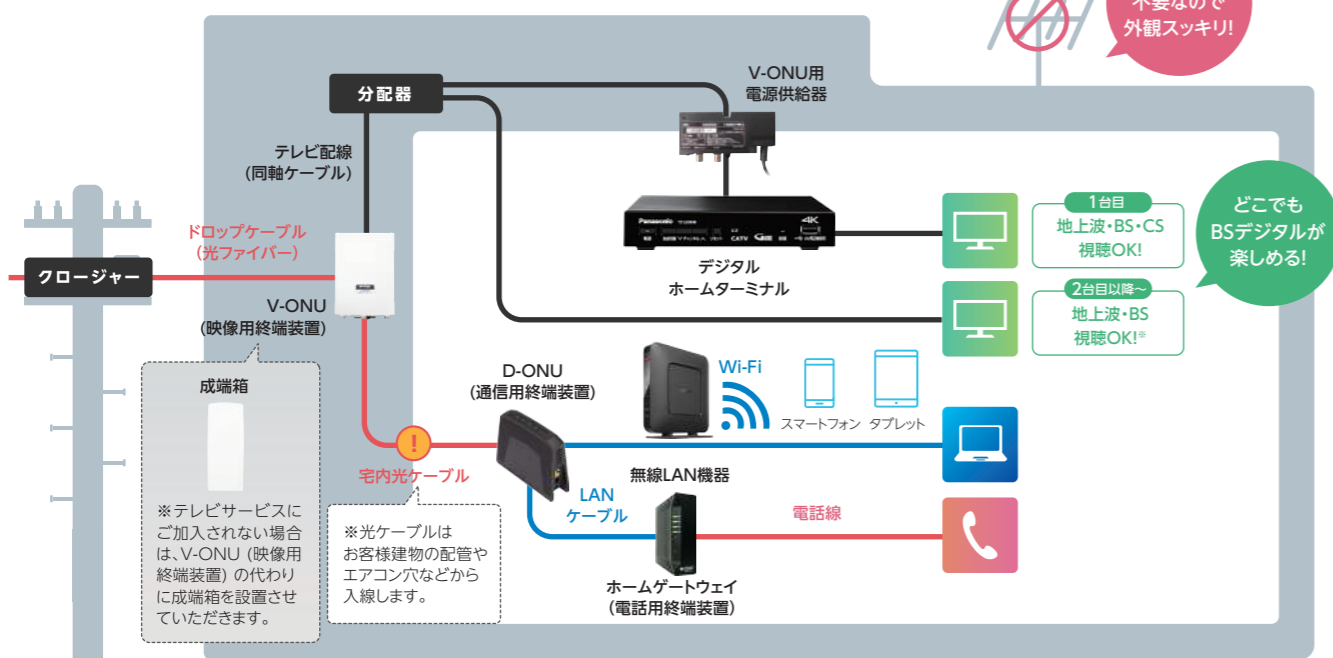 不要なので
外観スッキリ!
V-ONU用
電源供給器
分配器
テレビ配線
(同軸ケーブル)
ドロップケーブル
(光ファイバー)
クロージャー
V-ONU
(映像用終端装置)
Panasonic
4K
CATV
デジタル
ホームターミナル
1台目
地上波・BS・CS
視聴OK!
2台目以降~
地上波・BS
視聴OK!※
どこでも
BSデジタルが
楽しめる!
成端箱
※テレビサービスに
ご加入されない場合
は、V-ONU (映像用
終端装置) の代わり
に成端箱を設置させ
ていただきます。
D-ONU
(通信用終端装置)
Wi-Fi
スマートフォン
タブレット
宅内光ケーブル
※光ケーブルは
お客様建物の配管や
エアコン穴などから
入線します。
無線LAN機器
LAN
ケーブル
電話線
ホームゲートウェイ
(電話用終端装置)